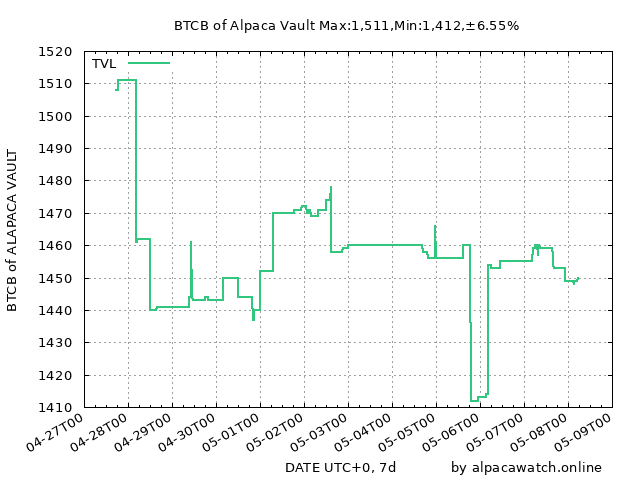 BTCB of Alpaca Vault Max:1,511,Min:1,412,±6.55%
TVL
1520
1510
1500
1490
1480
1470
1460
1450
1440
1430
1420
1410
BTCB of ALAPACA VAULT
04-27T00
04-28T00
04-29T00
04-30T00
05-01T00
05-02T00
05-03T00
05-04T00
05-05T00
05-06T00
05-07T00
05-08T00
05-09T00
DATE UTC+0, 7d
by alpacawatch.online